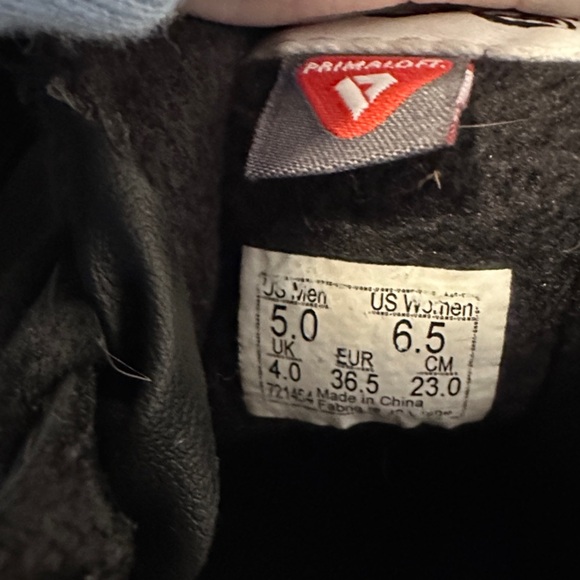 PRIMALOFT.
US Men US Women
5.0 6.5
UK EUR CM
4.0 36.5 23.0
721454 Made in China